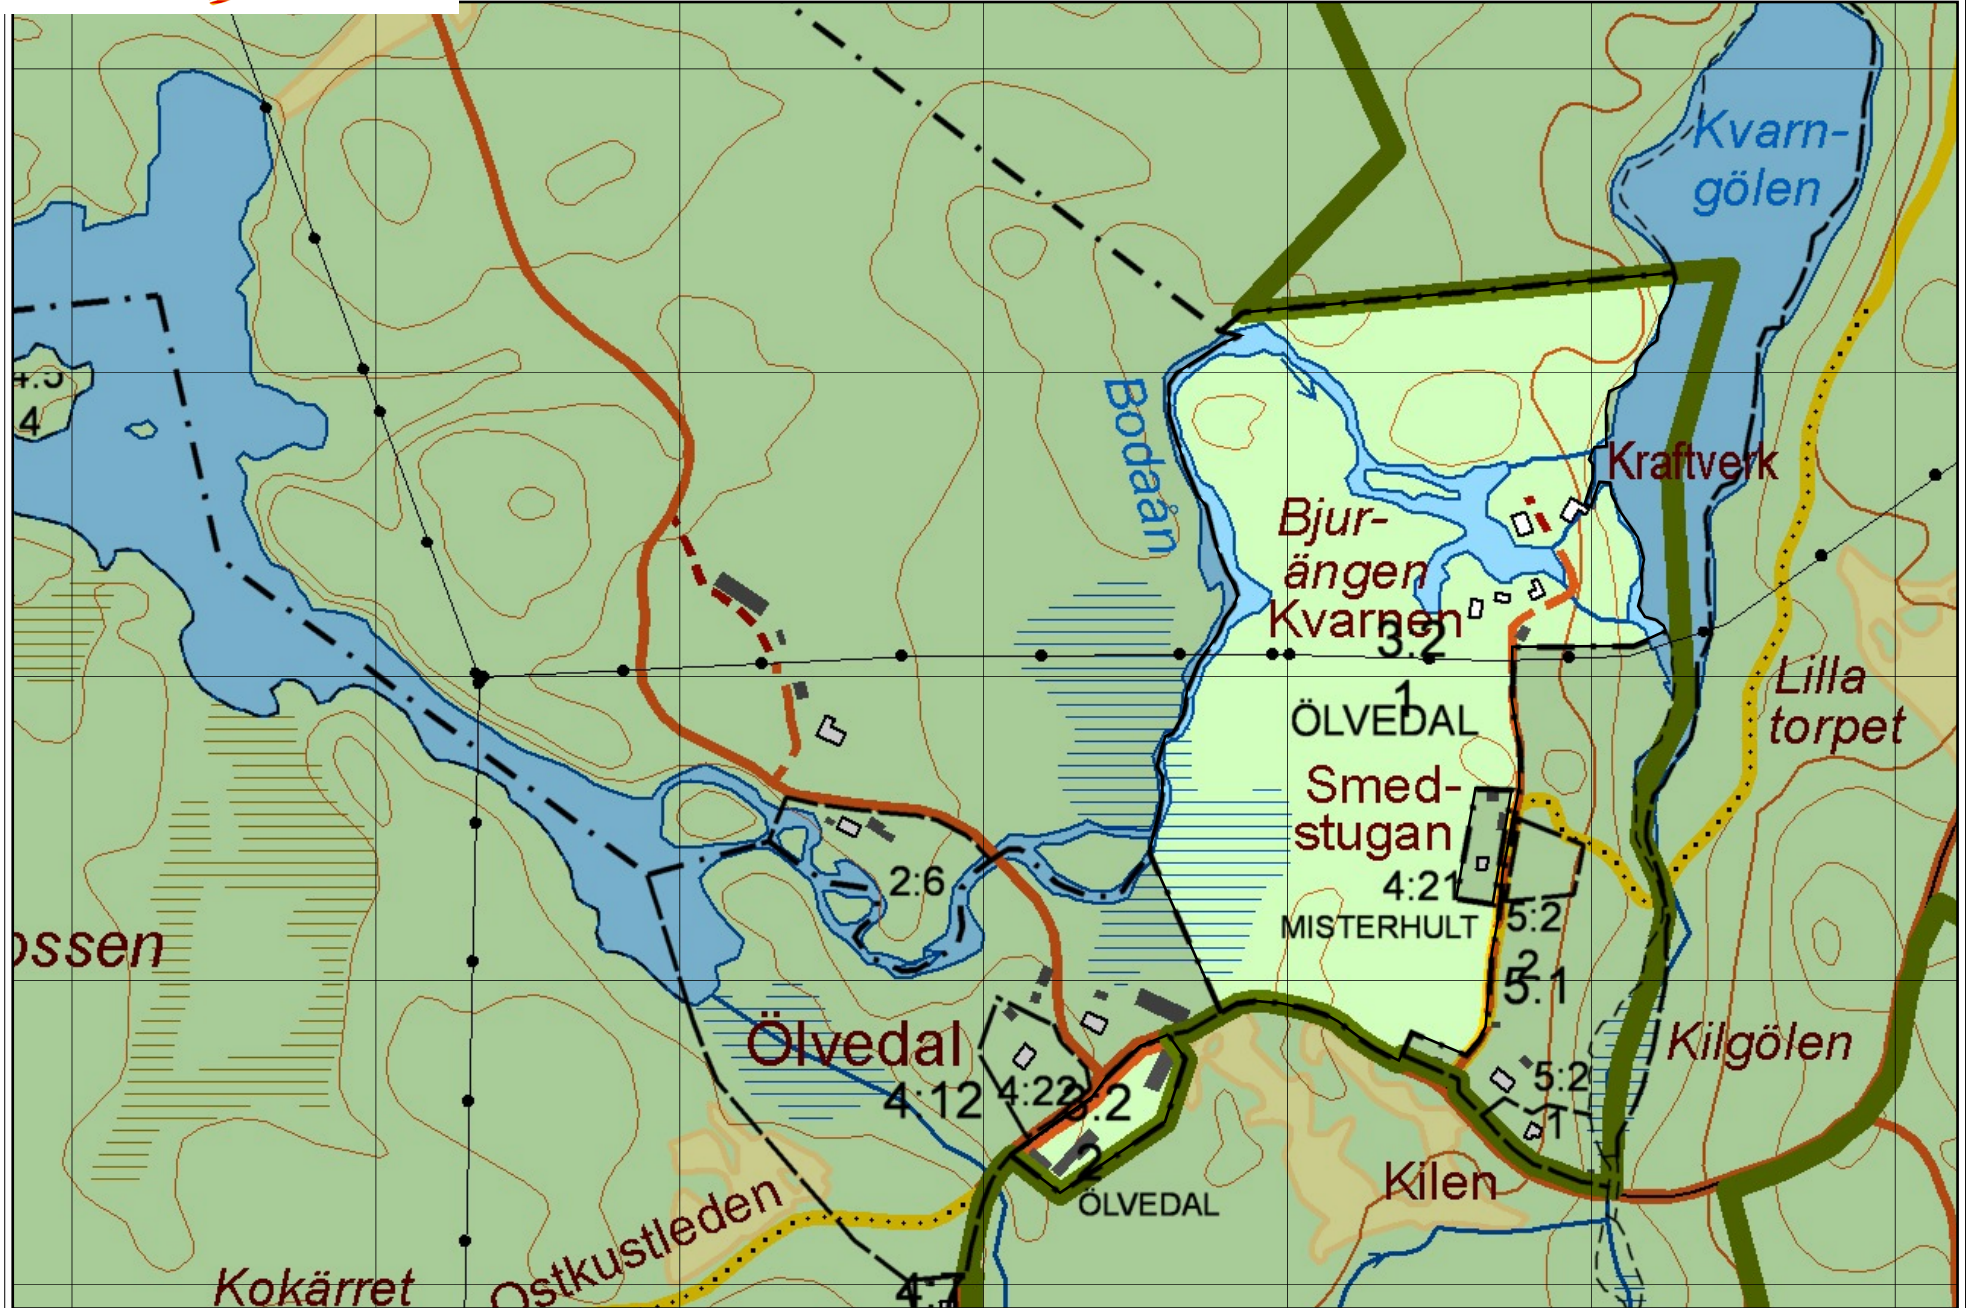 Kvarn-
gölen
4
Bodaån
Kraftverk
Bjur-
ängen
Kvarnen
3:2
1
ÖLVEDAL
Lilla
torpet
Smed-
stugan
4:21
MISTERHULT
2:6
5:2
2
5:1
ossen
Ölvedal
4:12
4:22
3:2
2
ÖLVEDAL
Kilgölen
5:2
1
Kilen
Ostkustleden
Kokärret
4:7